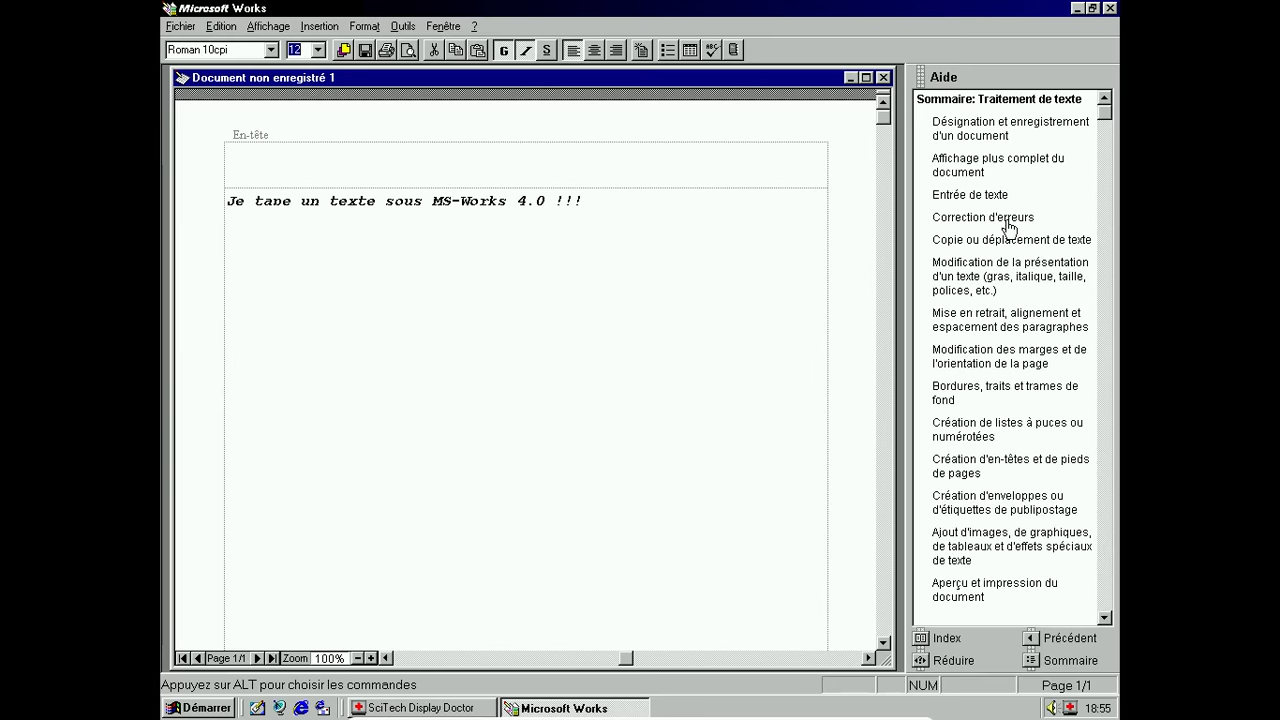 Microsoft Works
Fichier Edition Affichage Insertion Format Outils Fenêtre ?
Roman 10cpi 12 G I S
Document non enregistré 1
En-tête
Je tape un texte sous MS-Works 4.0 !!!
Page 1/1 Zoom 100%
Aide
Sommaire: Traitement de texte
Désignation et enregistrement
d'un document
Affichage plus complet du
document
Entrée de texte
Correction d'erreurs
Copie ou déplacement de texte
Modification de la présentation
d'un texte (gras, italique, taille,
polices, etc.)
Mise en retrait, alignement et
espacement des paragraphes
Modification des marges et de
l'orientation de la page
Bordures, traits et trames de
fond
Création de listes à puces ou
numérotées
Création d'en-têtes et de pieds
de pages
Création d'enveloppes ou
d'étiquettes de publipostage
Ajout d'images, de graphiques,
de tableaux et d'effets spéciaux
de texte
Aperçu et impression du
document
Index Précédent
Réduire Sommaire
Appuyez sur ALT pour choisir les commandes NUM Page 1/1
Démarrer SciTech Display Doctor Microsoft Works 18:55